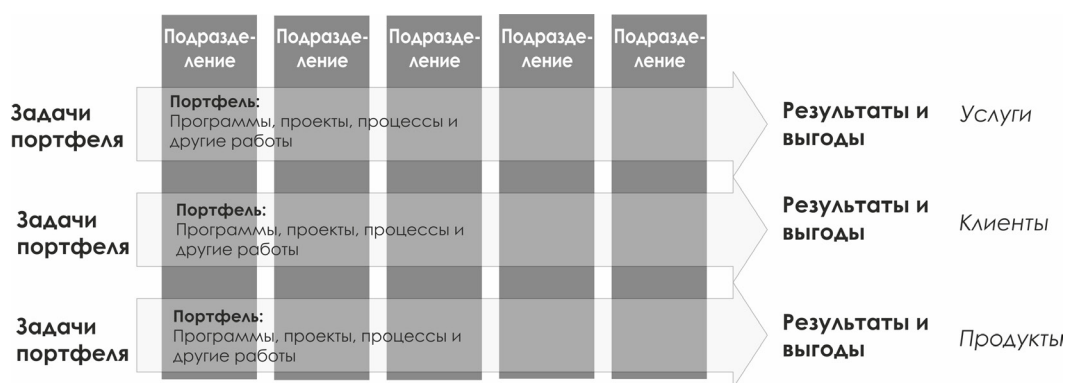 Подразде-
ление
Подразде-
ление
Подразде-
ление
Подразде-
ление
Подразде-
ление
Задачи
портфеля
Портфель:
Программы, проекты, процессы и
другие работы
Результаты и
выгоды
Услуги
Задачи
портфеля
Портфель:
Программы, проекты, процессы и
другие работы
Результаты и
выгоды
Клиенты
Задачи
портфеля
Портфель:
Программы, проекты, процессы и
другие работы
Результаты и
выгоды
Продукты